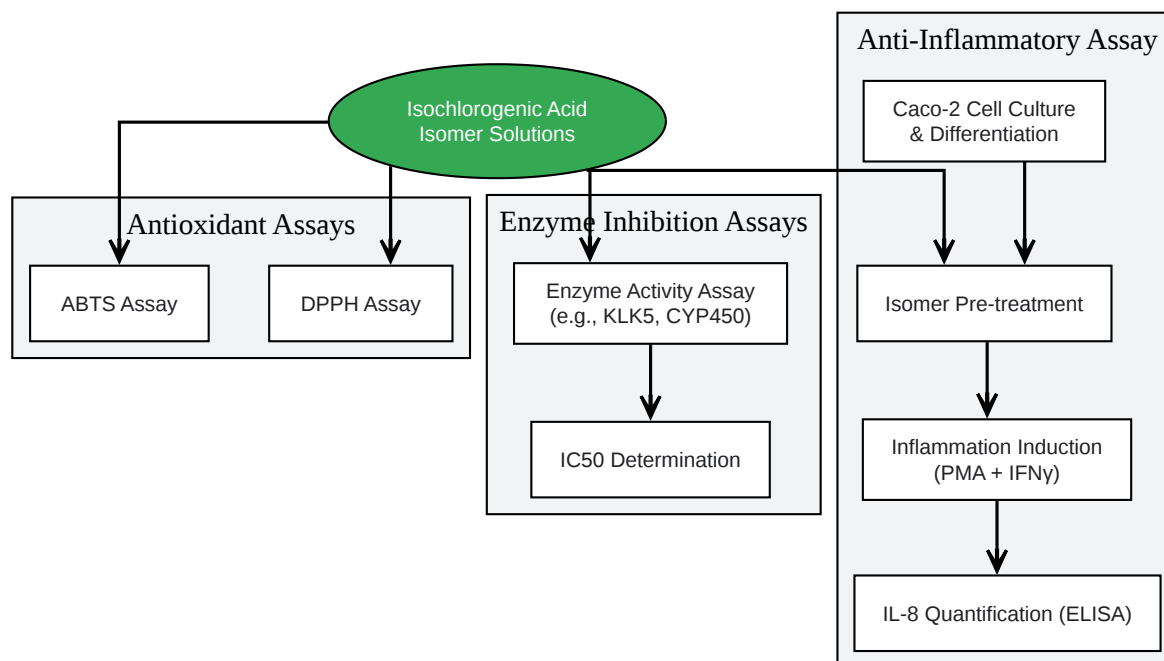 Anti-Inflammatory Assay
Isochlorogenic Acid
Isomer Solutions
Caco-2 Cell Culture
& Differentiation
Antioxidant Assays
Enzyme Inhibition Assays
ABTS Assay
DPPH Assay
Enzyme Activity Assay
(e.g., KLK5, CYP450)
Isomer Pre-treatment
IC50 Determination
Inflammation Induction
(PMA + IFNγ)
IL-8 Quantification (ELISA)